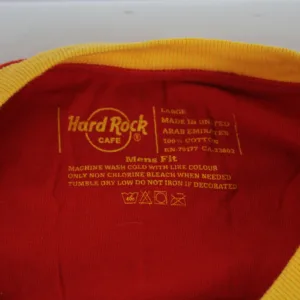 Hard Rock
CAFE
LARGE
MADE IN UNITED
ARAB EMIRATES
100% COTTON
Mens Fit
MACHINE WASH COLD WITH LIKE COLOUR
ONLY NON CHLORINE BLEACH WHEN NEEDED
TUMBLE DRY LOW DO NOT IRON IF DECORATED